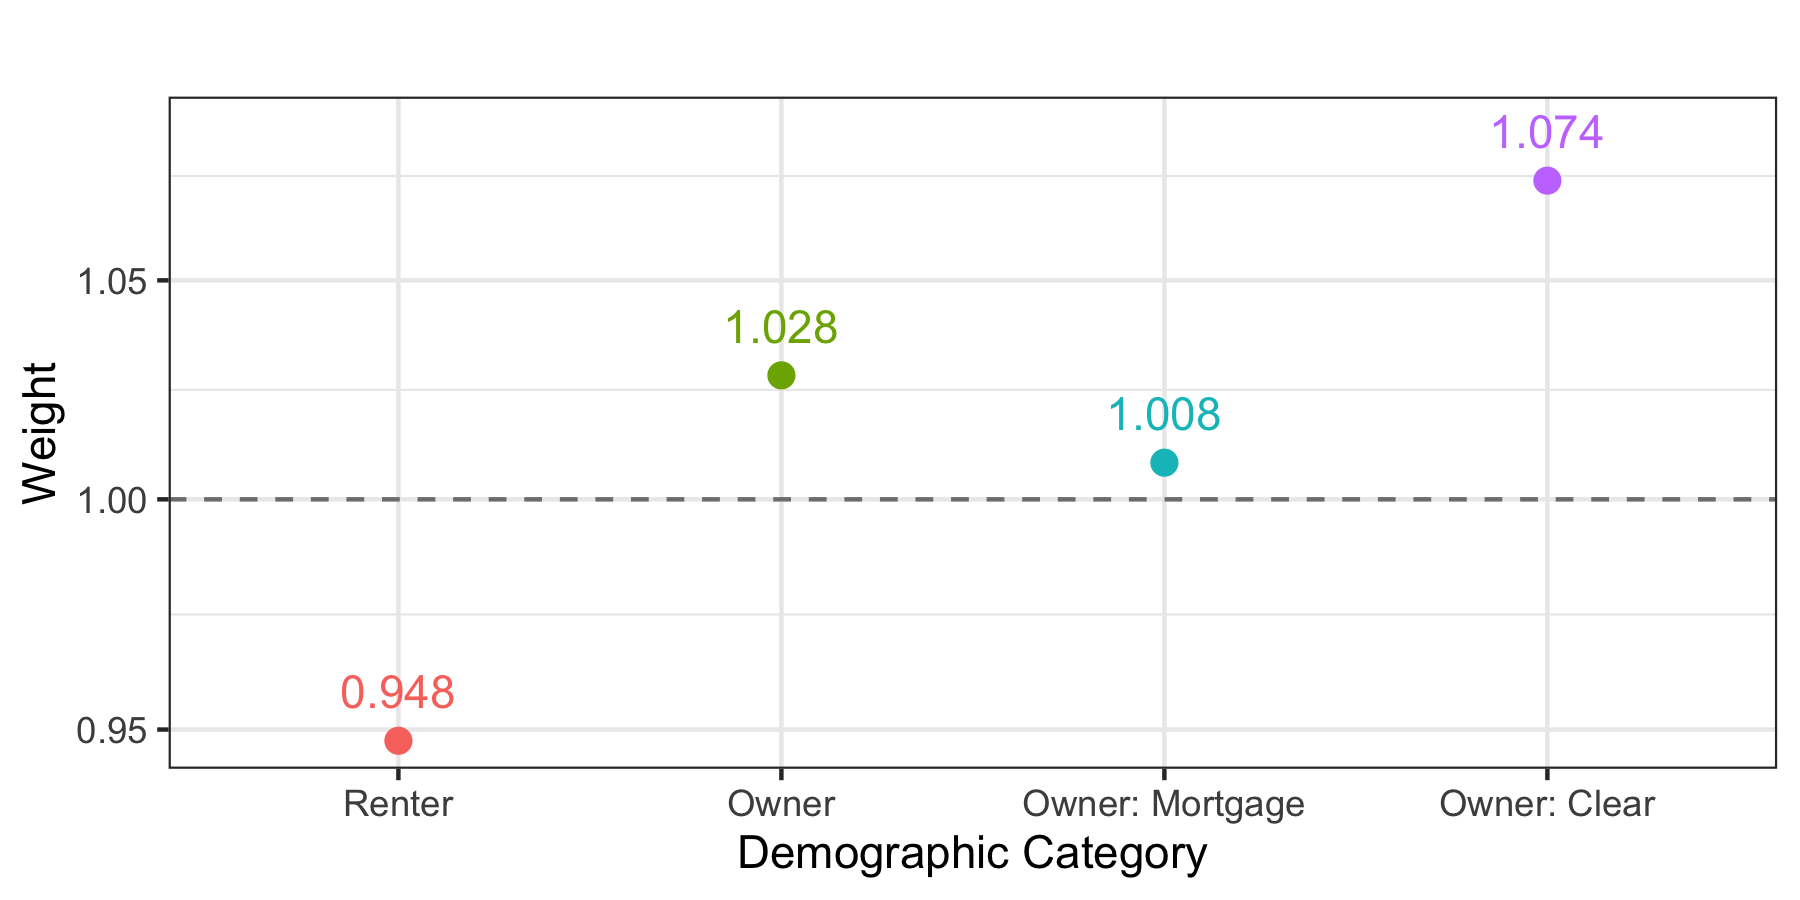 1.074
1.05
1.028
1.008
Weight
1.00
0.948
0.95
Renter
Owner
Owner: Mortgage
Owner: Clear
Demographic Category